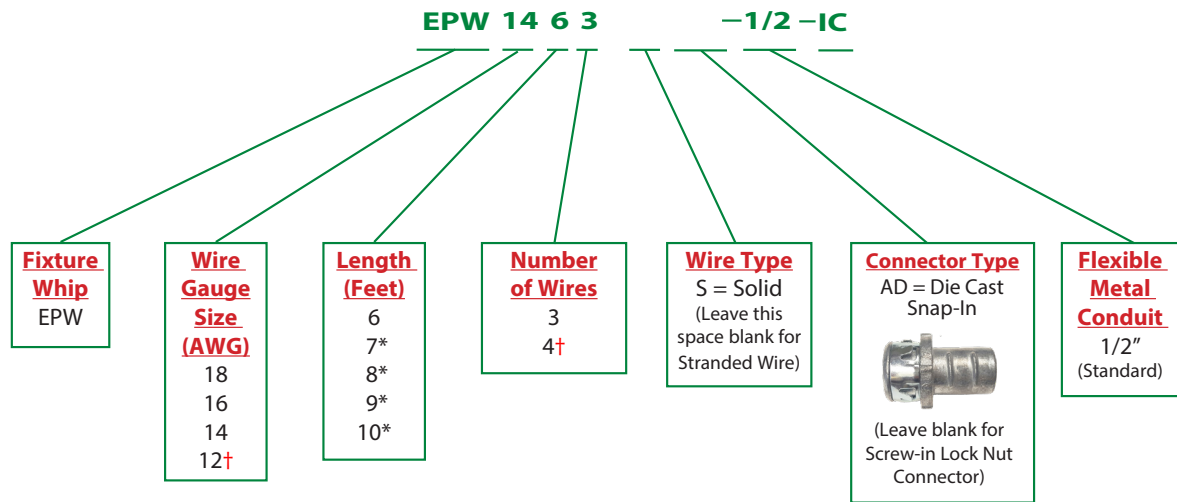 EPW 14 6 3 –1/2 –IC
Fixture
Whip
EPW
Wire
Gauge
Size
(AWG)
18
16
14
12†
Length
(Feet)
6
7*
8*
9*
10*
Number
of Wires
3
4†
Wire Type
S = Solid
(Leave this
space blank for
Stranded Wire)
Connector Type
AD = Die Cast
Snap-In
(Leave blank for
Screw-in Lock Nut
Connector)
Flexible
Metal
Conduit
1/2″
(Standard)